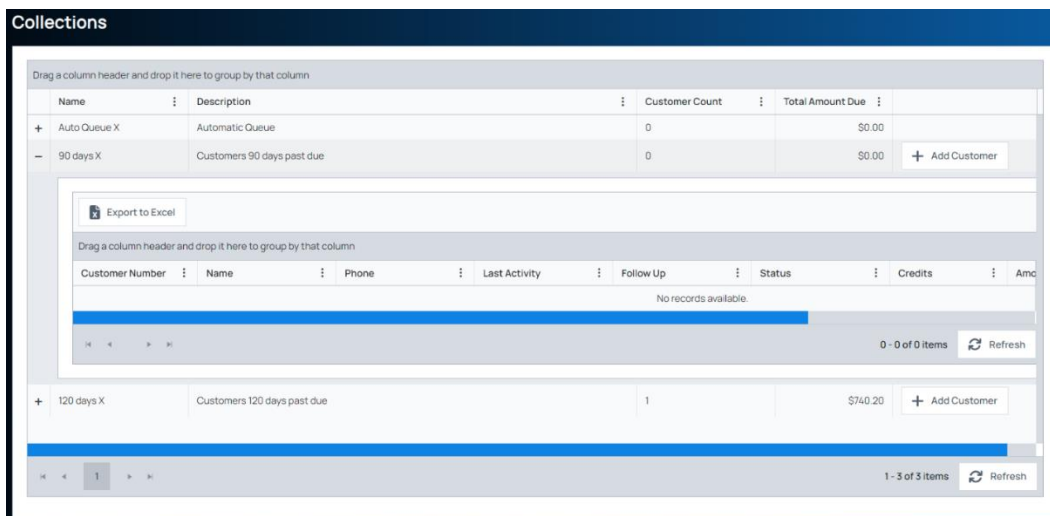 Collections
Drag a column header and drop it here to group by that column
Name Description Customer Count Total Amount Due
+ Auto Queue X Automatic Queue 0 $0.00
− 90 days X Customers 90 days past due 0 $0.00 + Add Customer
Export to Excel
Drag a column header and drop it here to group by that column
Customer Number Name Phone Last Activity Follow Up Status Credits Amo
No records available.
0 - 0 of 0 items Refresh
+ 120 days X Customers 120 days past due 1 $740.20 + Add Customer
1 1 - 3 of 3 items Refresh